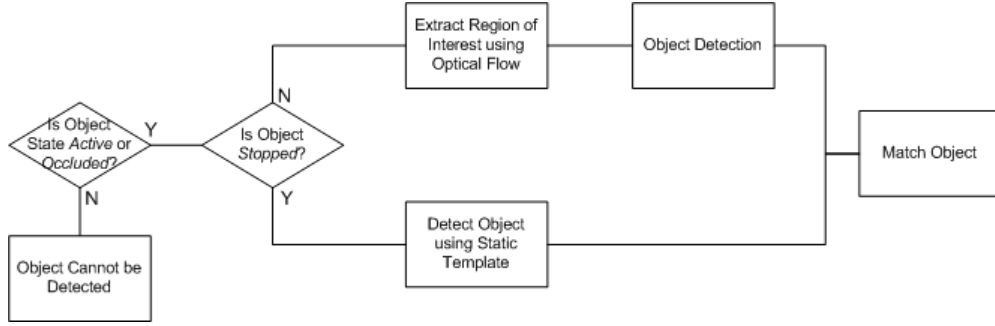 Extract Region of
Interest using
Optical Flow
Object Detection
N
Is Object
State Active or
Occluded?
Y
Is Object
Stopped?
Match Object
N
Y
Detect Object
using Static
Template
Object Cannot be
Detected